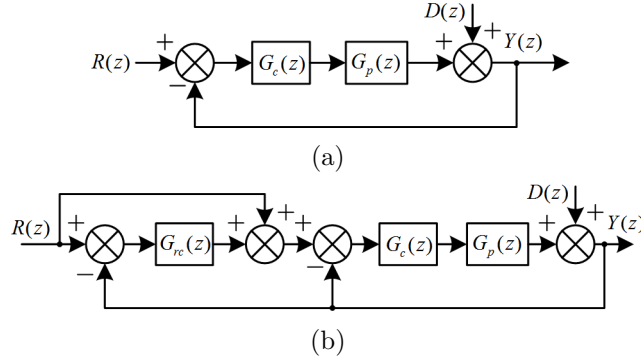 D(z)
R(z) + G_c(z) G_p(z) + + Y(z)
−
(a)
R(z) + G_rc(z) + + + G_c(z) G_p(z) + D(z) + Y(z)
− −
(b)